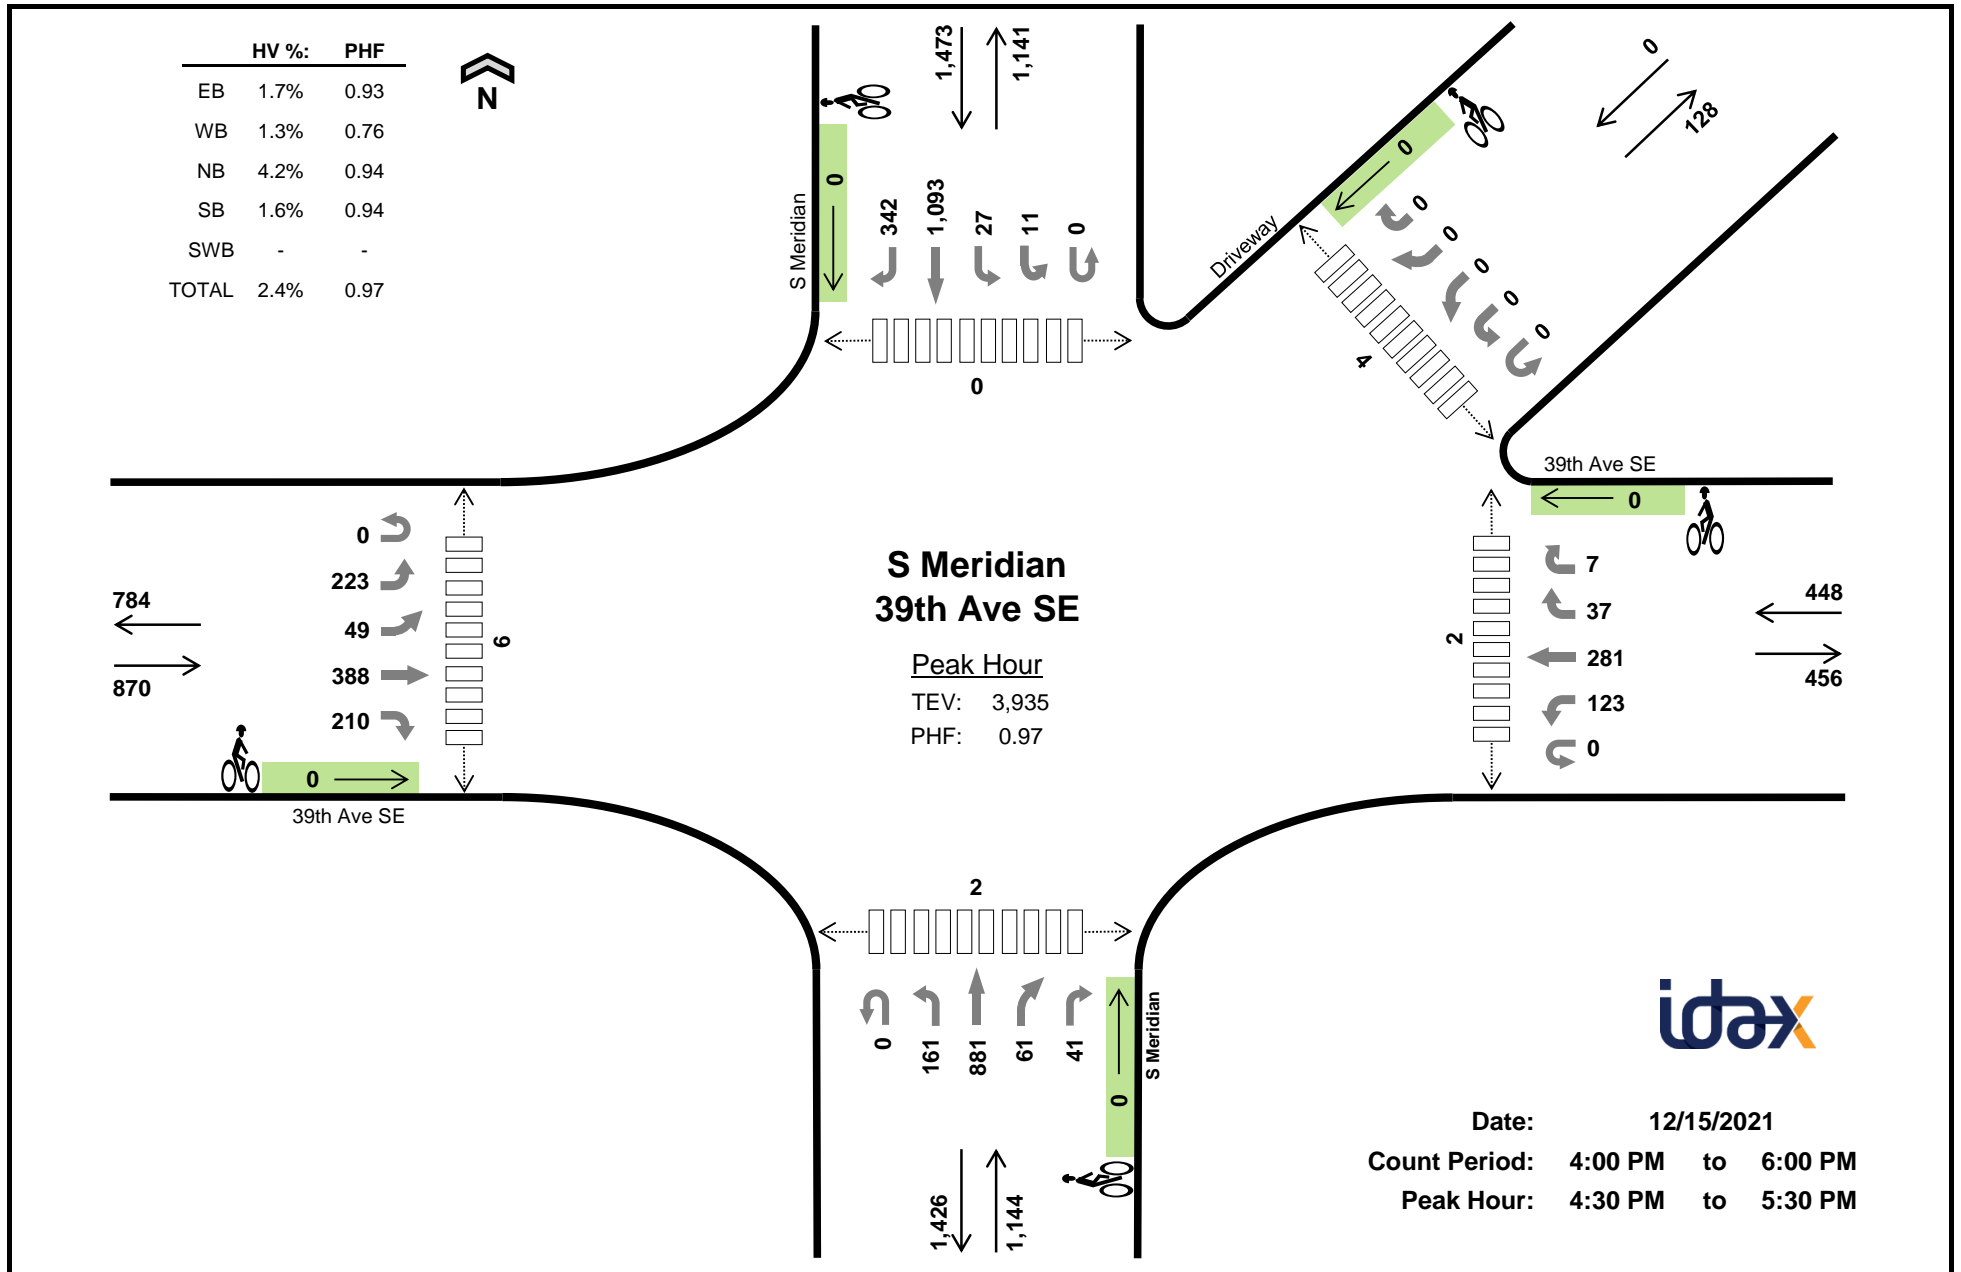 HV %: PHF
EB 1.7% 0.93
WB 1.3% 0.76
NB 4.2% 0.94
SB 1.6% 0.94
SWB - -
TOTAL 2.4% 0.97
N
1,473 1,141
0
128
S Meridian
0
342 1,093 27 11 0
0
Driveway
0
0
0
0
0
0
4
39th Ave SE
0
0
223
49
388
210
6
784
870
0
39th Ave SE
S Meridian
39th Ave SE
Peak Hour
TEV: 3,935
PHF: 0.97
2
7
37
281
123
0
448
456
2
0 161 881 61 41
0
S Meridian
1,426 1,144
idax
Date: 12/15/2021
Count Period: 4:00 PM to 6:00 PM
Peak Hour: 4:30 PM to 5:30 PM